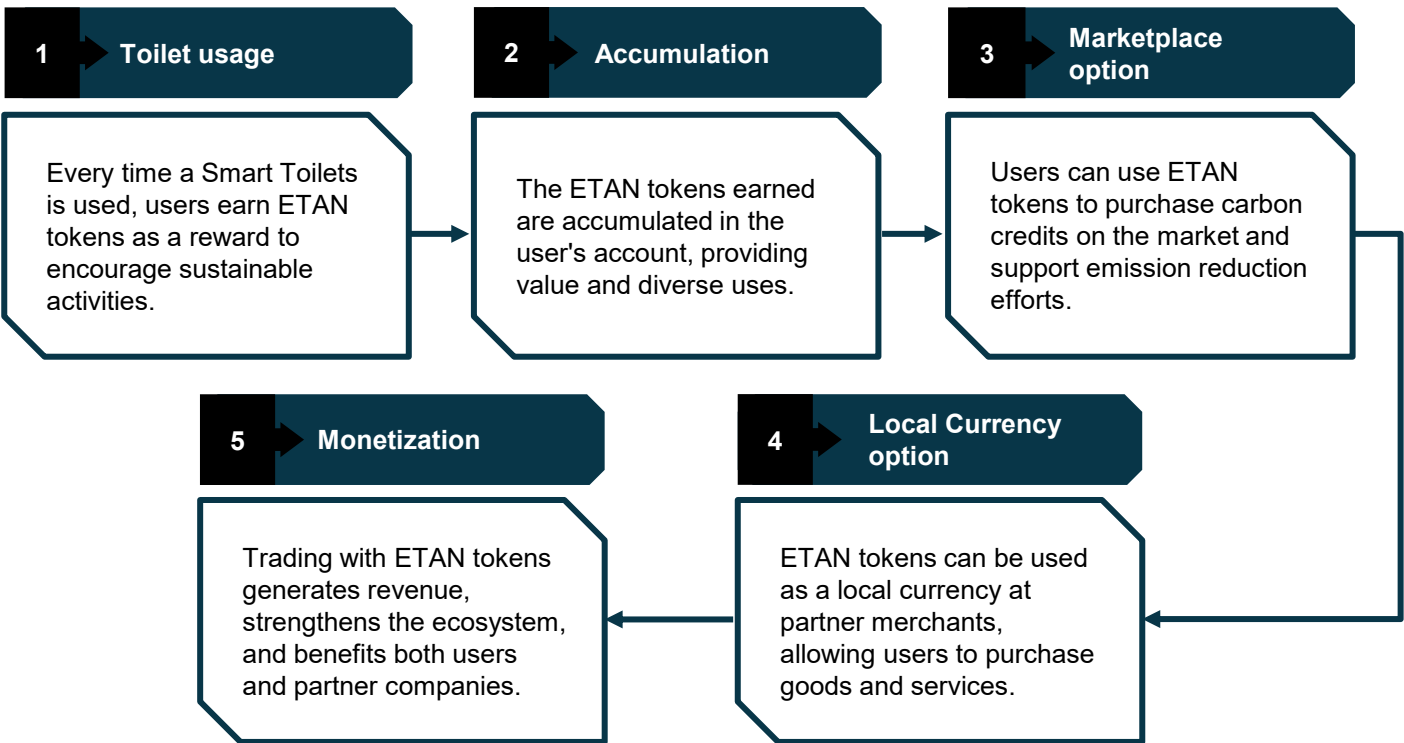 1
Toilet usage
Every time a Smart Toilets
is used, users earn ETAN
tokens as a reward to
encourage sustainable
activities.
2
Accumulation
The ETAN tokens earned
are accumulated in the
user's account, providing
value and diverse uses.
3
Marketplace
option
Users can use ETAN
tokens to purchase carbon
credits on the market and
support emission reduction
efforts.
4
Local Currency
option
ETAN tokens can be used
as a local currency at
partner merchants,
allowing users to purchase
goods and services.
5
Monetization
Trading with ETAN tokens
generates revenue,
strengthens the ecosystem,
and benefits both users
and partner companies.